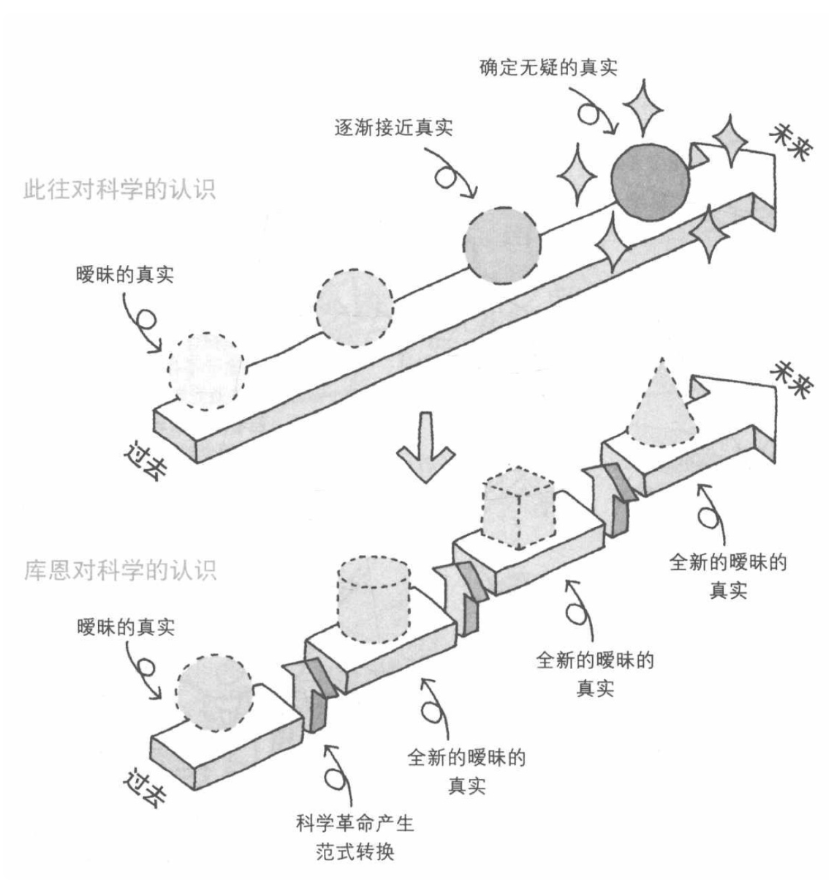 确定无疑的真实
逐渐接近真实
未来
此往对科学的认识
暧昧的真实
过去
未来
库恩对科学的认识
全新的暧昧的
真实
暧昧的真实
全新的暧昧的
真实
过去
全新的暧昧的
真实
科学革命产生
范式转换